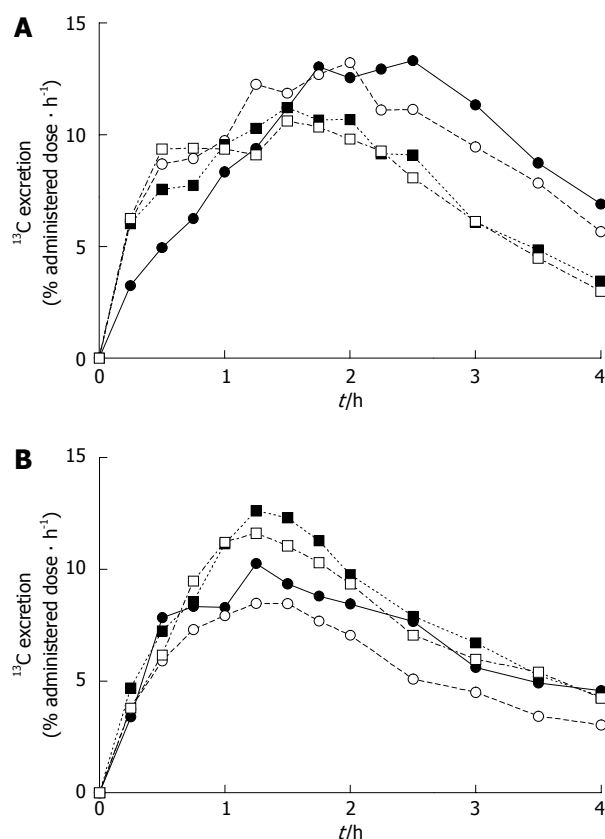 A
15
10
5
0
¹³C excretion
(% administered dose · h⁻¹)
0 1 2 3 4
t/h
B
15
10
5
0
¹³C excretion
(% administered dose · h⁻¹)
0 1 2 3 4
t/h